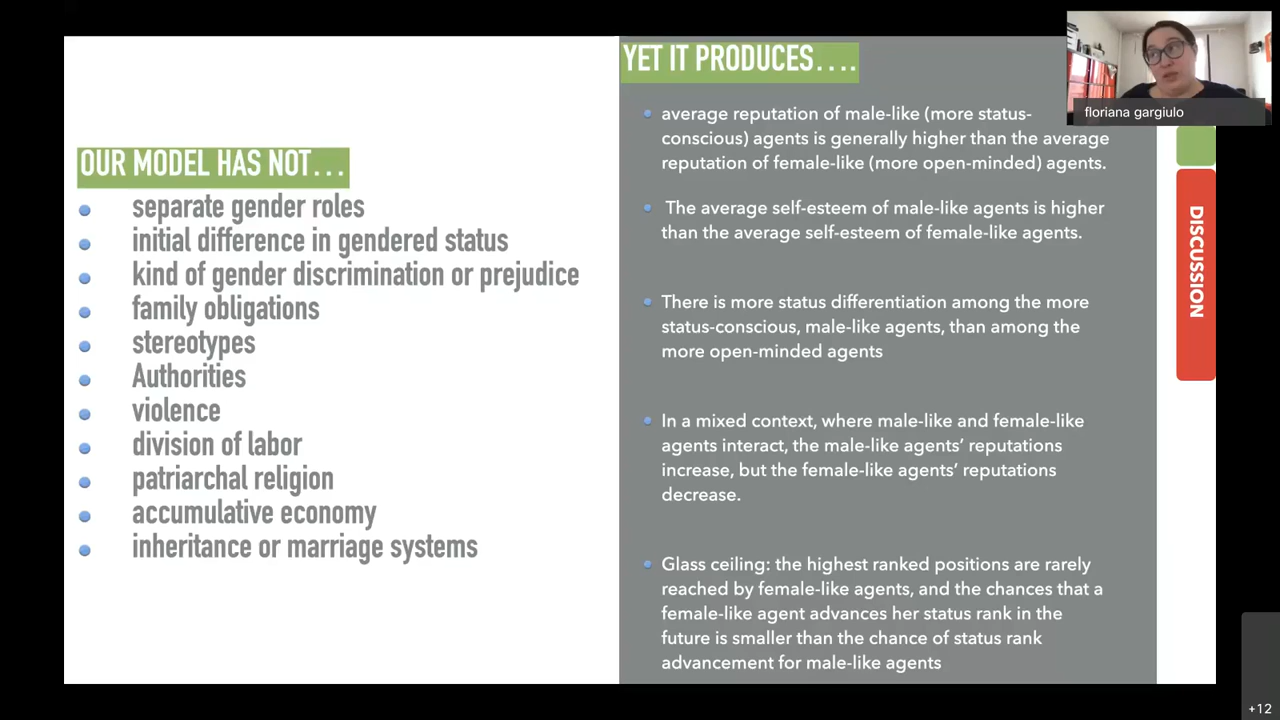 OUR MODEL HAS NOT...
separate gender roles
initial difference in gendered status
kind of gender discrimination or prejudice
family obligations
stereotypes
Authorities
violence
division of labor
patriarchal religion
accumulative economy
inheritance or marriage systems
YET IT PRODUCES....
average reputation of male-like (more status-
conscious) agents is generally higher than the average
reputation of female-like (more open-minded) agents.
The average self-esteem of male-like agents is higher
than the average self-esteem of female-like agents.
There is more status differentiation among the more
status-conscious, male-like agents, than among the
more open-minded agents
In a mixed context, where male-like and female-like
agents interact, the male-like agents’ reputations
increase, but the female-like agents’ reputations
decrease.
Glass ceiling: the highest ranked positions are rarely
reached by female-like agents, and the chances that a
female-like agent advances her status rank in the
future is smaller than the chance of status rank
advancement for male-like agents
floriana gargiulo
DISCUSSION
+12